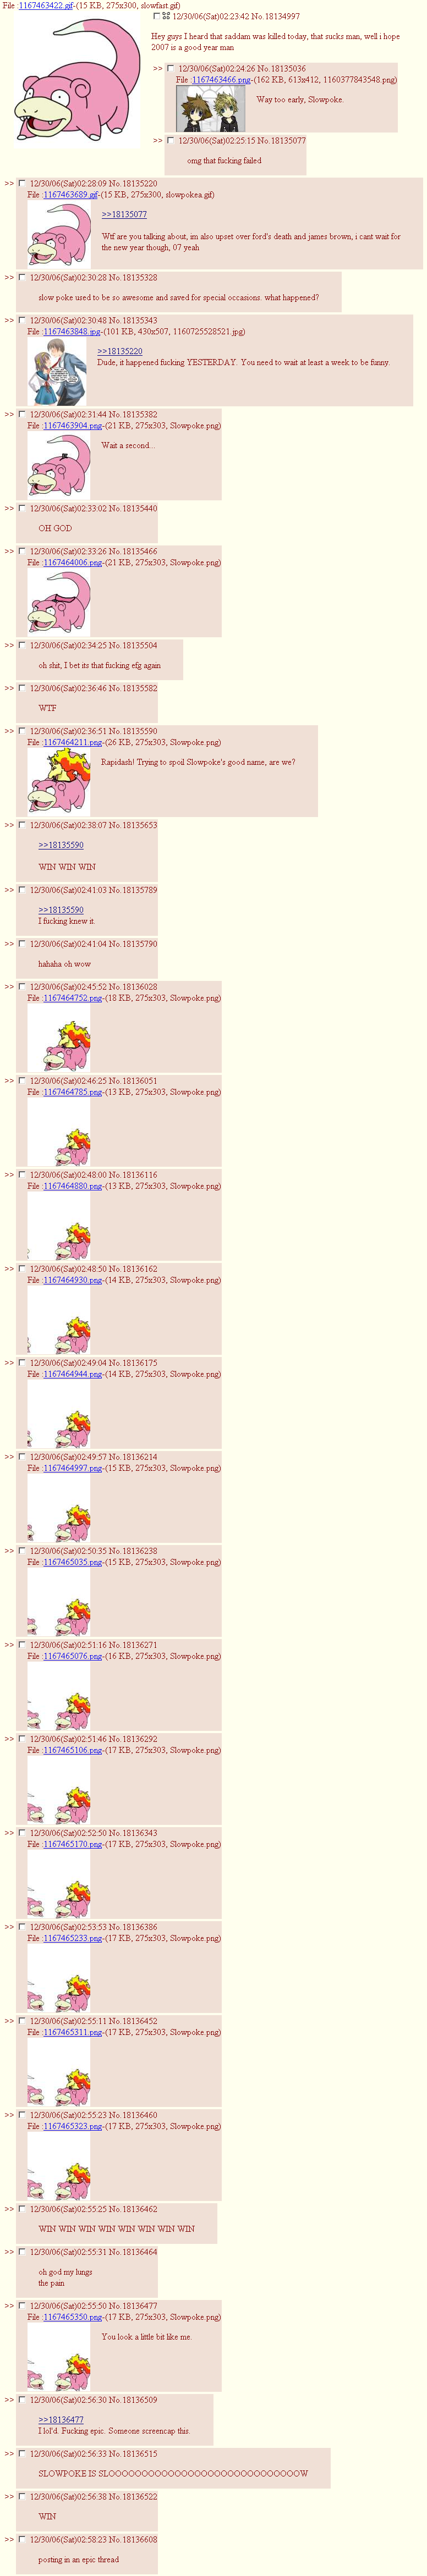 File :1167463422.gif-(15 KB, 275x300, slowfast.gif)
12/30/06(Sat)02:23:42 No.18134997
Hey guys I heard that saddam was killed today, that sucks man, well i hope
2007 is a good year man
>> 12/30/06(Sat)02:24:26 No.18135036
File :1167463466.png-(162 KB, 613x412, 1160377843548.png)
Way too early, Slowpoke.
>> 12/30/06(Sat)02:25:15 No.18135077
omg that fucking failed
>> 12/30/06(Sat)02:28:09 No.18135220
File :1167463689.gif-(15 KB, 275x300, slowpokea.gif)
>>18135077
Wtf are you talking about, im also upset over ford's death and james brown, i cant wait for
the new year though, 07 yeah
>> 12/30/06(Sat)02:30:28 No.18135328
slow poke used to be so awesome and saved for special occasions. what happened?
>> 12/30/06(Sat)02:30:48 No.18135343
File :1167463848.jpg-(101 KB, 430x507, 1160725528521.jpg)
>>18135220
Dude, it happened fucking YESTERDAY. You need to wait at least a week to be funny.
>> 12/30/06(Sat)02:31:44 No.18135382
File :1167463904.png-(21 KB, 275x303, Slowpoke.png)
Wait a second...
>> 12/30/06(Sat)02:33:02 No.18135440
OH GOD
>> 12/30/06(Sat)02:33:26 No.18135466
File :1167464006.png-(21 KB, 275x303, Slowpoke.png)
>> 12/30/06(Sat)02:34:25 No.18135504
oh shit, I bet its that fucking efg again
>> 12/30/06(Sat)02:36:46 No.18135582
WTF
>> 12/30/06(Sat)02:36:51 No.18135590
File :1167464211.png-(26 KB, 275x303, Slowpoke.png)
Rapidash! Trying to spoil Slowpoke's good name, are we?
>> 12/30/06(Sat)02:38:07 No.18135653
>>18135590
WIN WIN WIN
>> 12/30/06(Sat)02:41:03 No.18135789
>>18135590
I fucking knew it.
>> 12/30/06(Sat)02:41:04 No.18135790
hahaha oh wow
>> 12/30/06(Sat)02:45:52 No.18136028
File :1167464752.png-(18 KB, 275x303, Slowpoke.png)
>> 12/30/06(Sat)02:46:25 No.18136051
File :1167464785.png-(13 KB, 275x303, Slowpoke.png)
>> 12/30/06(Sat)02:48:00 No.18136116
File :1167464880.png-(13 KB, 275x303, Slowpoke.png)
>> 12/30/06(Sat)02:48:50 No.18136162
File :1167464930.png-(14 KB, 275x303, Slowpoke.png)
>> 12/30/06(Sat)02:49:04 No.18136175
File :1167464944.png-(14 KB, 275x303, Slowpoke.png)
>> 12/30/06(Sat)02:49:57 No.18136214
File :1167464997.png-(15 KB, 275x303, Slowpoke.png)
>> 12/30/06(Sat)02:50:35 No.18136238
File :1167465035.png-(15 KB, 275x303, Slowpoke.png)
>> 12/30/06(Sat)02:51:16 No.18136271
File :1167465076.png-(16 KB, 275x303, Slowpoke.png)
>> 12/30/06(Sat)02:51:46 No.18136292
File :1167465106.png-(17 KB, 275x303, Slowpoke.png)
>> 12/30/06(Sat)02:52:50 No.18136343
File :1167465170.png-(17 KB, 275x303, Slowpoke.png)
>> 12/30/06(Sat)02:53:53 No.18136386
File :1167465233.png-(17 KB, 275x303, Slowpoke.png)
>> 12/30/06(Sat)02:55:11 No.18136452
File :1167465311.png-(17 KB, 275x303, Slowpoke.png)
>> 12/30/06(Sat)02:55:23 No.18136460
File :1167465323.png-(17 KB, 275x303, Slowpoke.png)
>> 12/30/06(Sat)02:55:25 No.18136462
WIN WIN WIN WIN WIN WIN WIN WIN
>> 12/30/06(Sat)02:55:31 No.18136464
oh god my lungs
the pain
>> 12/30/06(Sat)02:55:50 No.18136477
File :1167465350.png-(17 KB, 275x303, Slowpoke.png)
You look a little bit like me.
>> 12/30/06(Sat)02:56:30 No.18136509
>>18136477
I lol'd. Fucking epic. Someone screencap this.
>> 12/30/06(Sat)02:56:33 No.18136515
SLOWPOKE IS SLOOOOOOOOOOOOOOOOOOOOOOOOOOOOW
>> 12/30/06(Sat)02:56:38 No.18136522
WIN
>> 12/30/06(Sat)02:58:23 No.18136608
posting in an epic thread